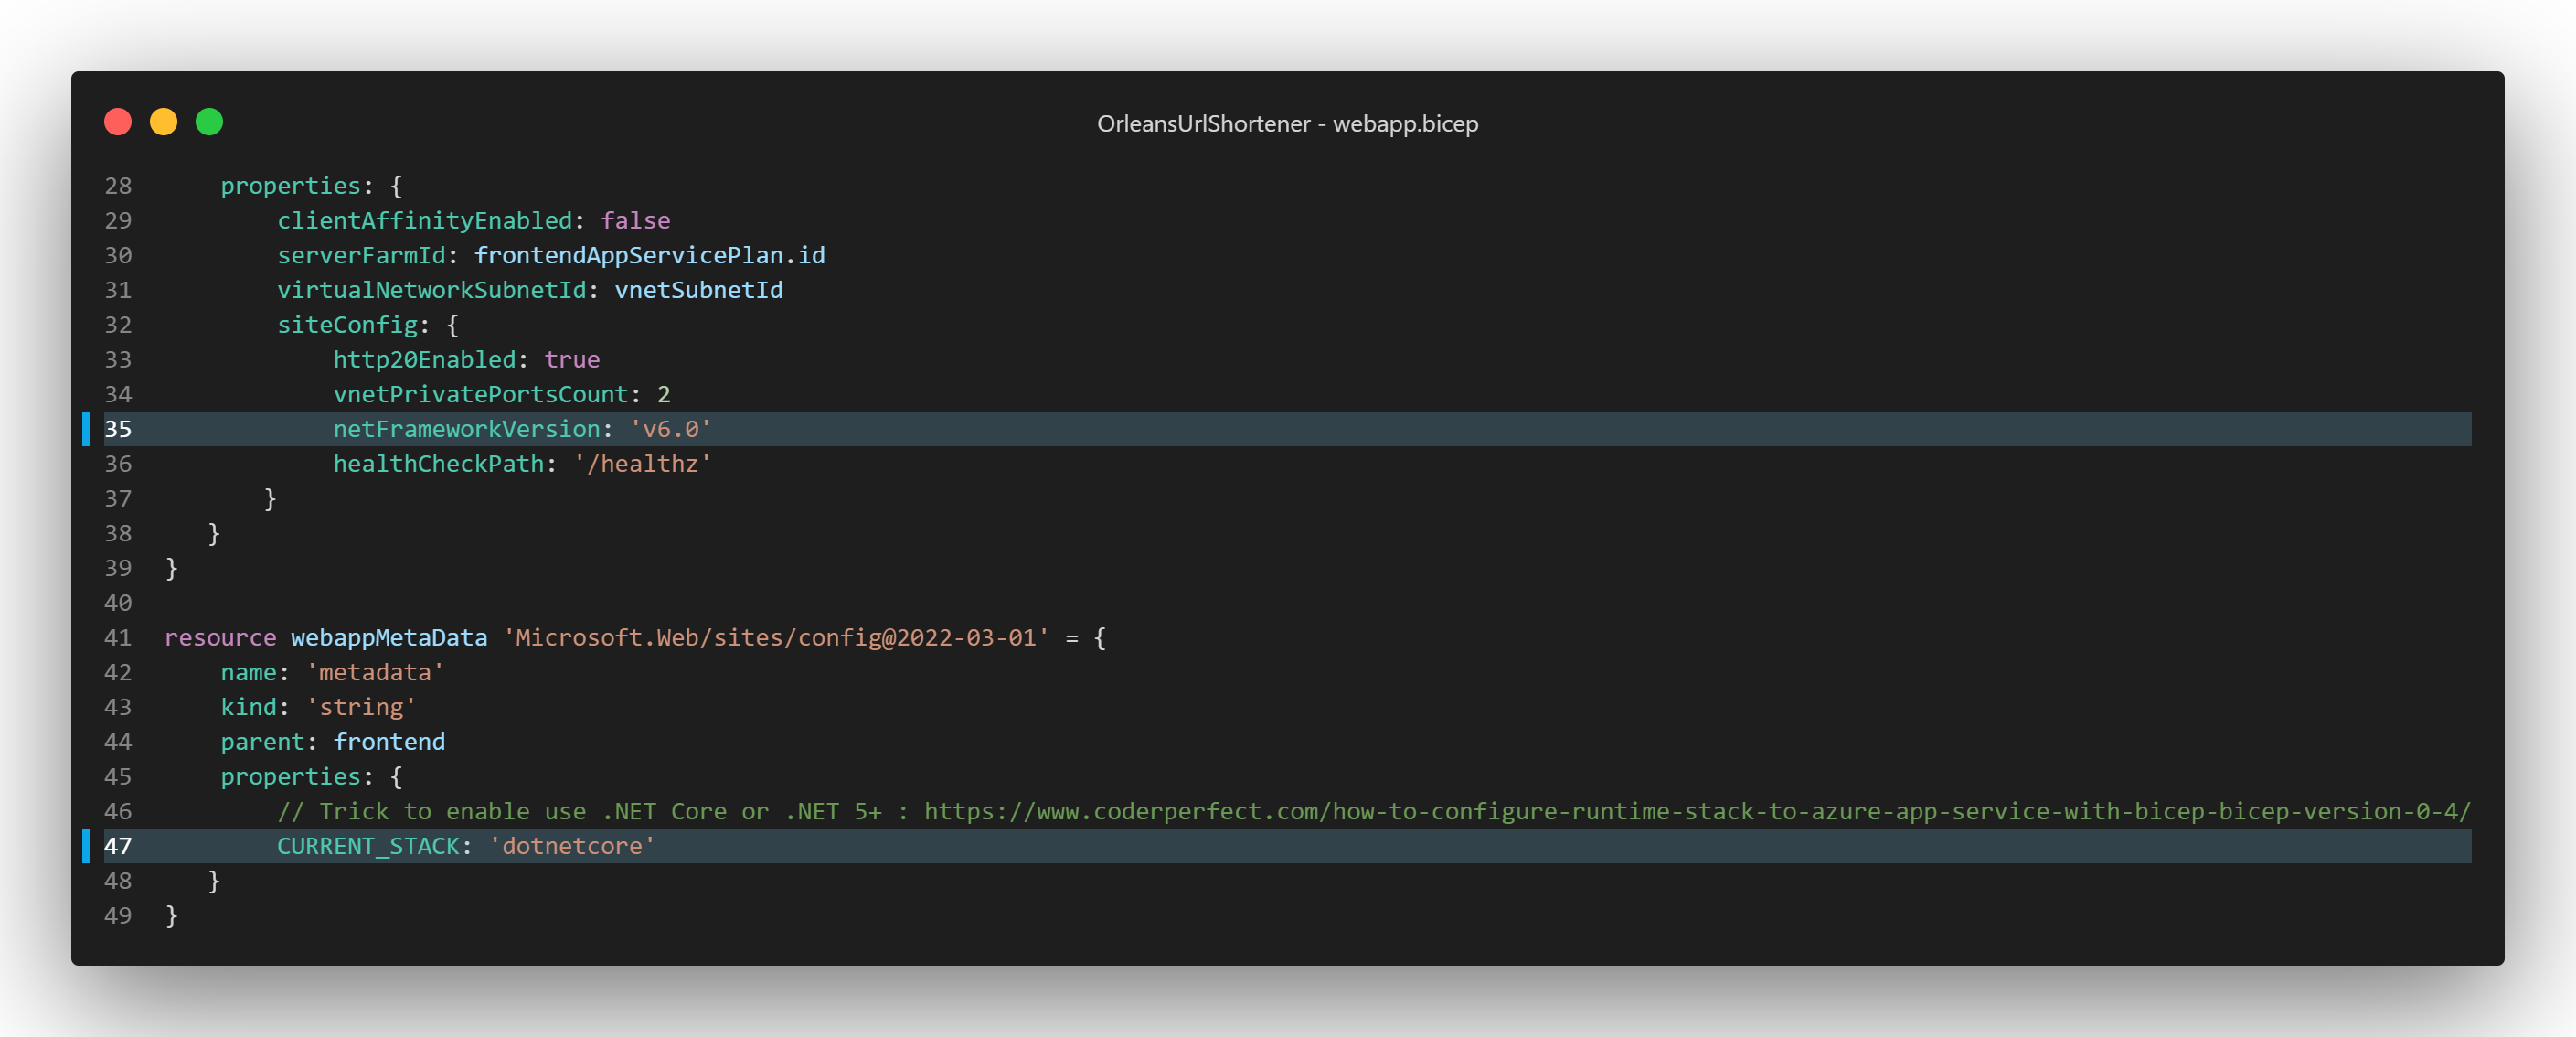 OrleansUrlShortener - webapp.bicep
28 properties: {
29 clientAffinityEnabled: false
30 serverFarmId: frontendAppServicePlan.id
31 virtualNetworkSubnetId: vnetSubnetId
32 siteConfig: {
33 http20Enabled: true
34 vnetPrivatePortsCount: 2
35 netFrameworkVersion: 'v6.0'
36 healthCheckPath: '/healthz'
37 }
38 }
39 }
40
41 resource webappMetaData 'Microsoft.Web/sites/config@2022-03-01' = {
42 name: 'metadata'
43 kind: 'string'
44 parent: frontend
45 properties: {
46 // Trick to enable use .NET Core or .NET 5+ : https://www.coderperfect.com/how-to-configure-runtime-stack-to-azure-app-service-with-bicep-bicep-version-0-4/
47 CURRENT_STACK: 'dotnetcore'
48 }
49 }